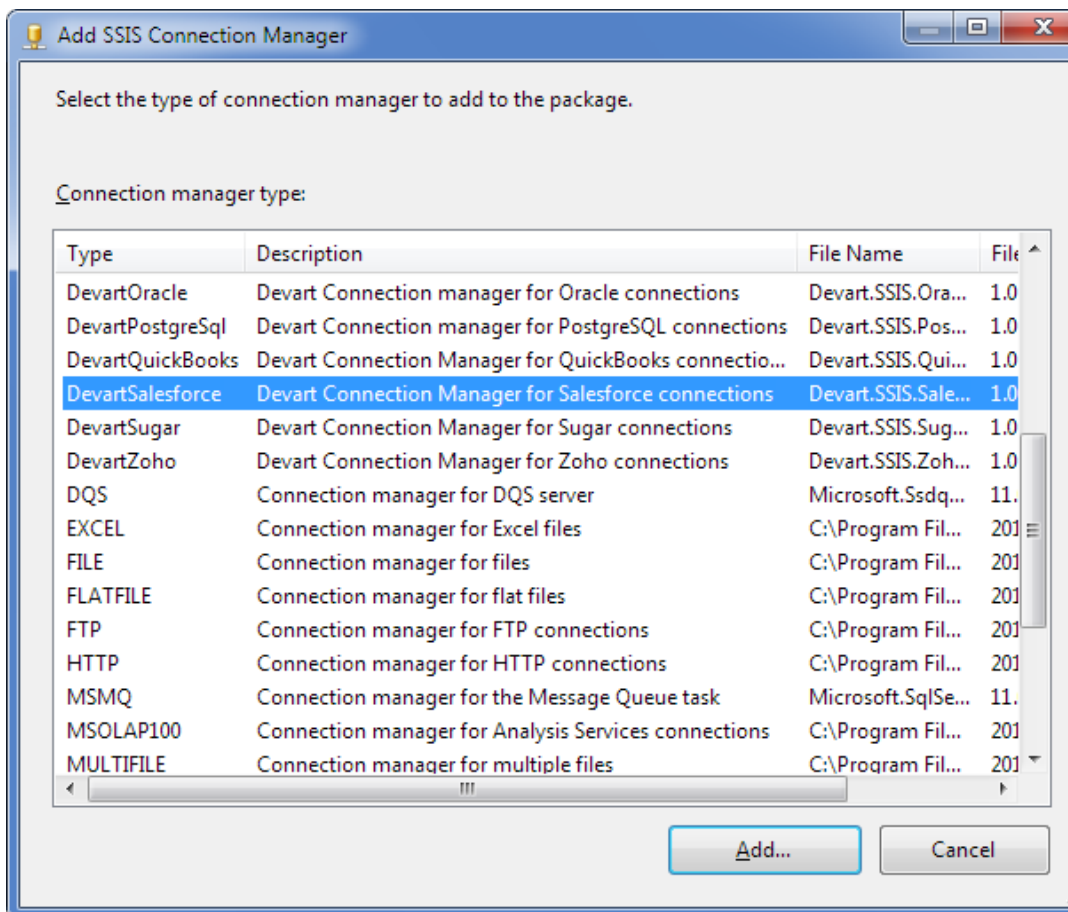 Add SSIS Connection Manager
Select the type of connection manager to add to the package.
Connection manager type:
Type Description File Name File
DevartOracle Devart Connection manager for Oracle connections Devart.SSIS.Ora... 1.0
DevartPostgreSql Devart Connection manager for PostgreSQL connections Devart.SSIS.Pos... 1.0
DevartQuickBooks Devart Connection Manager for QuickBooks connectio... Devart.SSIS.Qui... 1.0
DevartSalesforce Devart Connection Manager for Salesforce connections Devart.SSIS.Sale... 1.0
DevartSugar Devart Connection Manager for Sugar connections Devart.SSIS.Sug... 1.0
DevartZoho Devart Connection Manager for Zoho connections Devart.SSIS.Zoh... 1.0
DQS Connection manager for DQS server Microsoft.Ssdq... 11.
EXCEL Connection manager for Excel files C:\Program Fil... 201
FILE Connection manager for files C:\Program Fil... 201
FLATFILE Connection manager for flat files C:\Program Fil... 201
FTP Connection manager for FTP connections C:\Program Fil... 201
HTTP Connection manager for HTTP connections C:\Program Fil... 201
MSMQ Connection manager for the Message Queue task Microsoft.SqlSe... 11.
MSOLAP100 Connection manager for Analysis Services connections C:\Program Fil... 201
MULTIFILE Connection manager for multiple files C:\Program Fil... 201
Add... Cancel